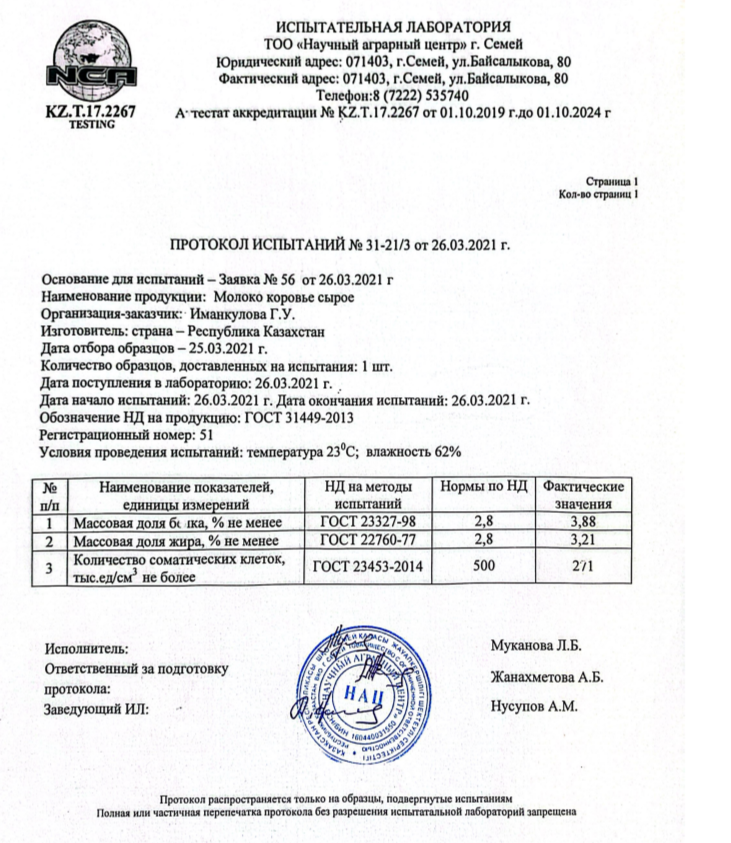 ИСПЫТАТЕЛЬНАЯ ЛАБОРАТОРИЯ
ТОО «Научный аграрный центр» г. Семей
Юридический адрес: 071403, г.Семей, ул.Байсалыкова, 80
Фактический адрес: 071403, г.Семей, ул.Байсалыкова, 80
Телефон:8 (7222) 535740
NCA
KZ.T.17.2267
TESTING
А тестат аккредитации № KZ.T.17.2267 от 01.10.2019 г.до 01.10.2024 г
Страница 1
Кол-во страниц 1
ПРОТОКОЛ ИСПЫТАНИЙ № 31-21/3 от 26.03.2021 г.
Основание для испытаний – Заявка № 56 от 26.03.2021 г
Наименование продукции: Молоко коровье сырое
Организация-заказчик: Иманкулова Г.У.
Изготовитель: страна – Республика Казахстан
Дата отбора образцов – 25.03.2021 г.
Количество образцов, доставленных на испытания: 1 шт.
Дата поступления в лабораторию: 26.03.2021 г.
Дата начало испытаний: 26.03.2021 г. Дата окончания испытаний: 26.03.2021 г.
Обозначение НД на продукцию: ГОСТ 31449-2013
Регистрационный номер: 51
Условия проведения испытаний: температура 23⁰С; влажность 62%
№ п/п Наименование показателей, единицы измерений НД на методы испытаний Нормы по НД Фактические значения
1 Массовая доля белка, % не менее ГОСТ 23327-98 2,8 3,88
2 Массовая доля жира, % не менее ГОСТ 22760-77 2,8 3,21
3 Количество соматических клеток, тыс.ед/см³ не более ГОСТ 23453-2014 500 271
Исполнитель: Муканова Л.Б.
Ответственный за подготовку
протокола: Жанахметова А.Б.
Заведующий ИЛ: Нусупов А.М.
«НАУЧНЫЙ АГРАРНЫЙ ЦЕНТР»
НАЦ
Протокол распространяется только на образцы, подвергнутые испытаниям
Полная или частичная перепечатка протокола без разрешения испытатальной лабораторий запрещена